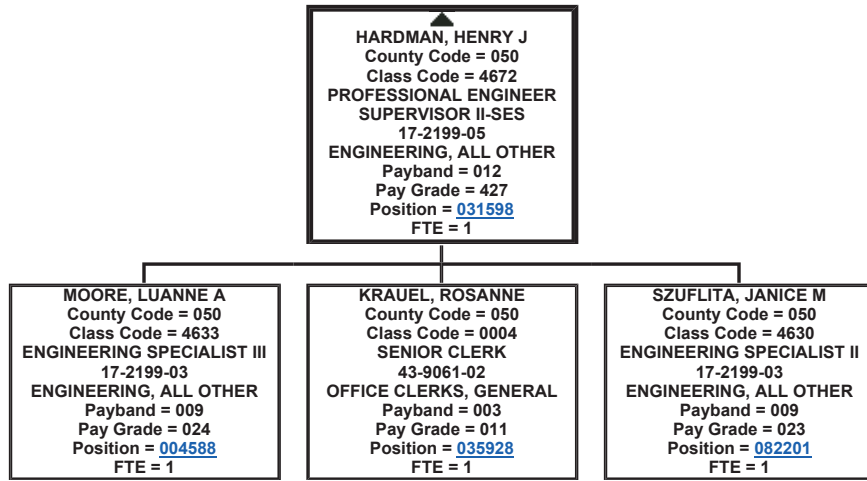 HARDMAN, HENRY J
County Code = 050
Class Code = 4672
PROFESSIONAL ENGINEER
SUPERVISOR II-SES
17-2199-05
ENGINEERING, ALL OTHER
Payband = 012
Pay Grade = 427
Position = 031598
FTE = 1
MOORE, LUANNE A
County Code = 050
Class Code = 4633
ENGINEERING SPECIALIST III
17-2199-03
ENGINEERING, ALL OTHER
Payband = 009
Pay Grade = 024
Position = 004588
FTE = 1
KRAUEL, ROSANNE
County Code = 050
Class Code = 0004
SENIOR CLERK
43-9061-02
OFFICE CLERKS, GENERAL
Payband = 003
Pay Grade = 011
Position = 035928
FTE = 1
SZUFLITA, JANICE M
County Code = 050
Class Code = 4630
ENGINEERING SPECIALIST II
17-2199-03
ENGINEERING, ALL OTHER
Payband = 009
Pay Grade = 023
Position = 082201
FTE = 1